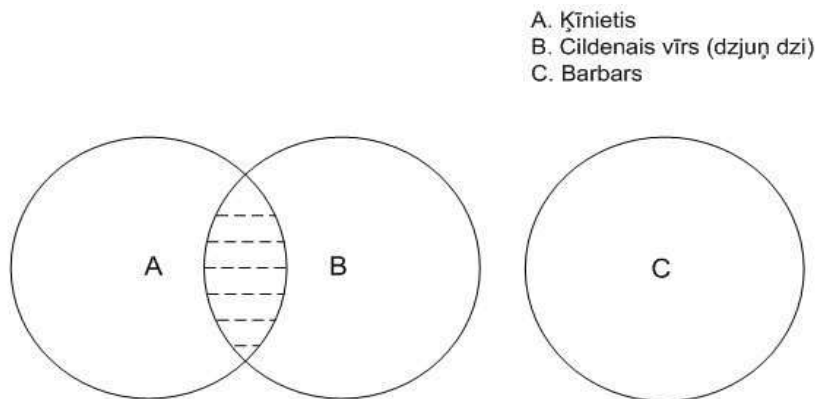 A. Ķīnietis
B. Cildenais vīrs (dzjuņ dzi)
C. Barbars
A
B
C